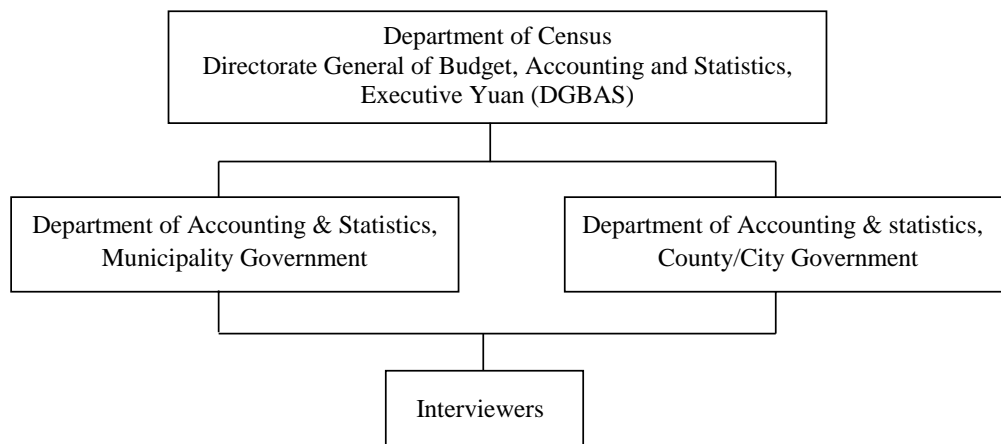 Department of Census
Directorate General of Budget, Accounting and Statistics,
Executive Yuan (DGBAS)
Department of Accounting & Statistics,
Municipality Government
Department of Accounting & statistics,
County/City Government
Interviewers